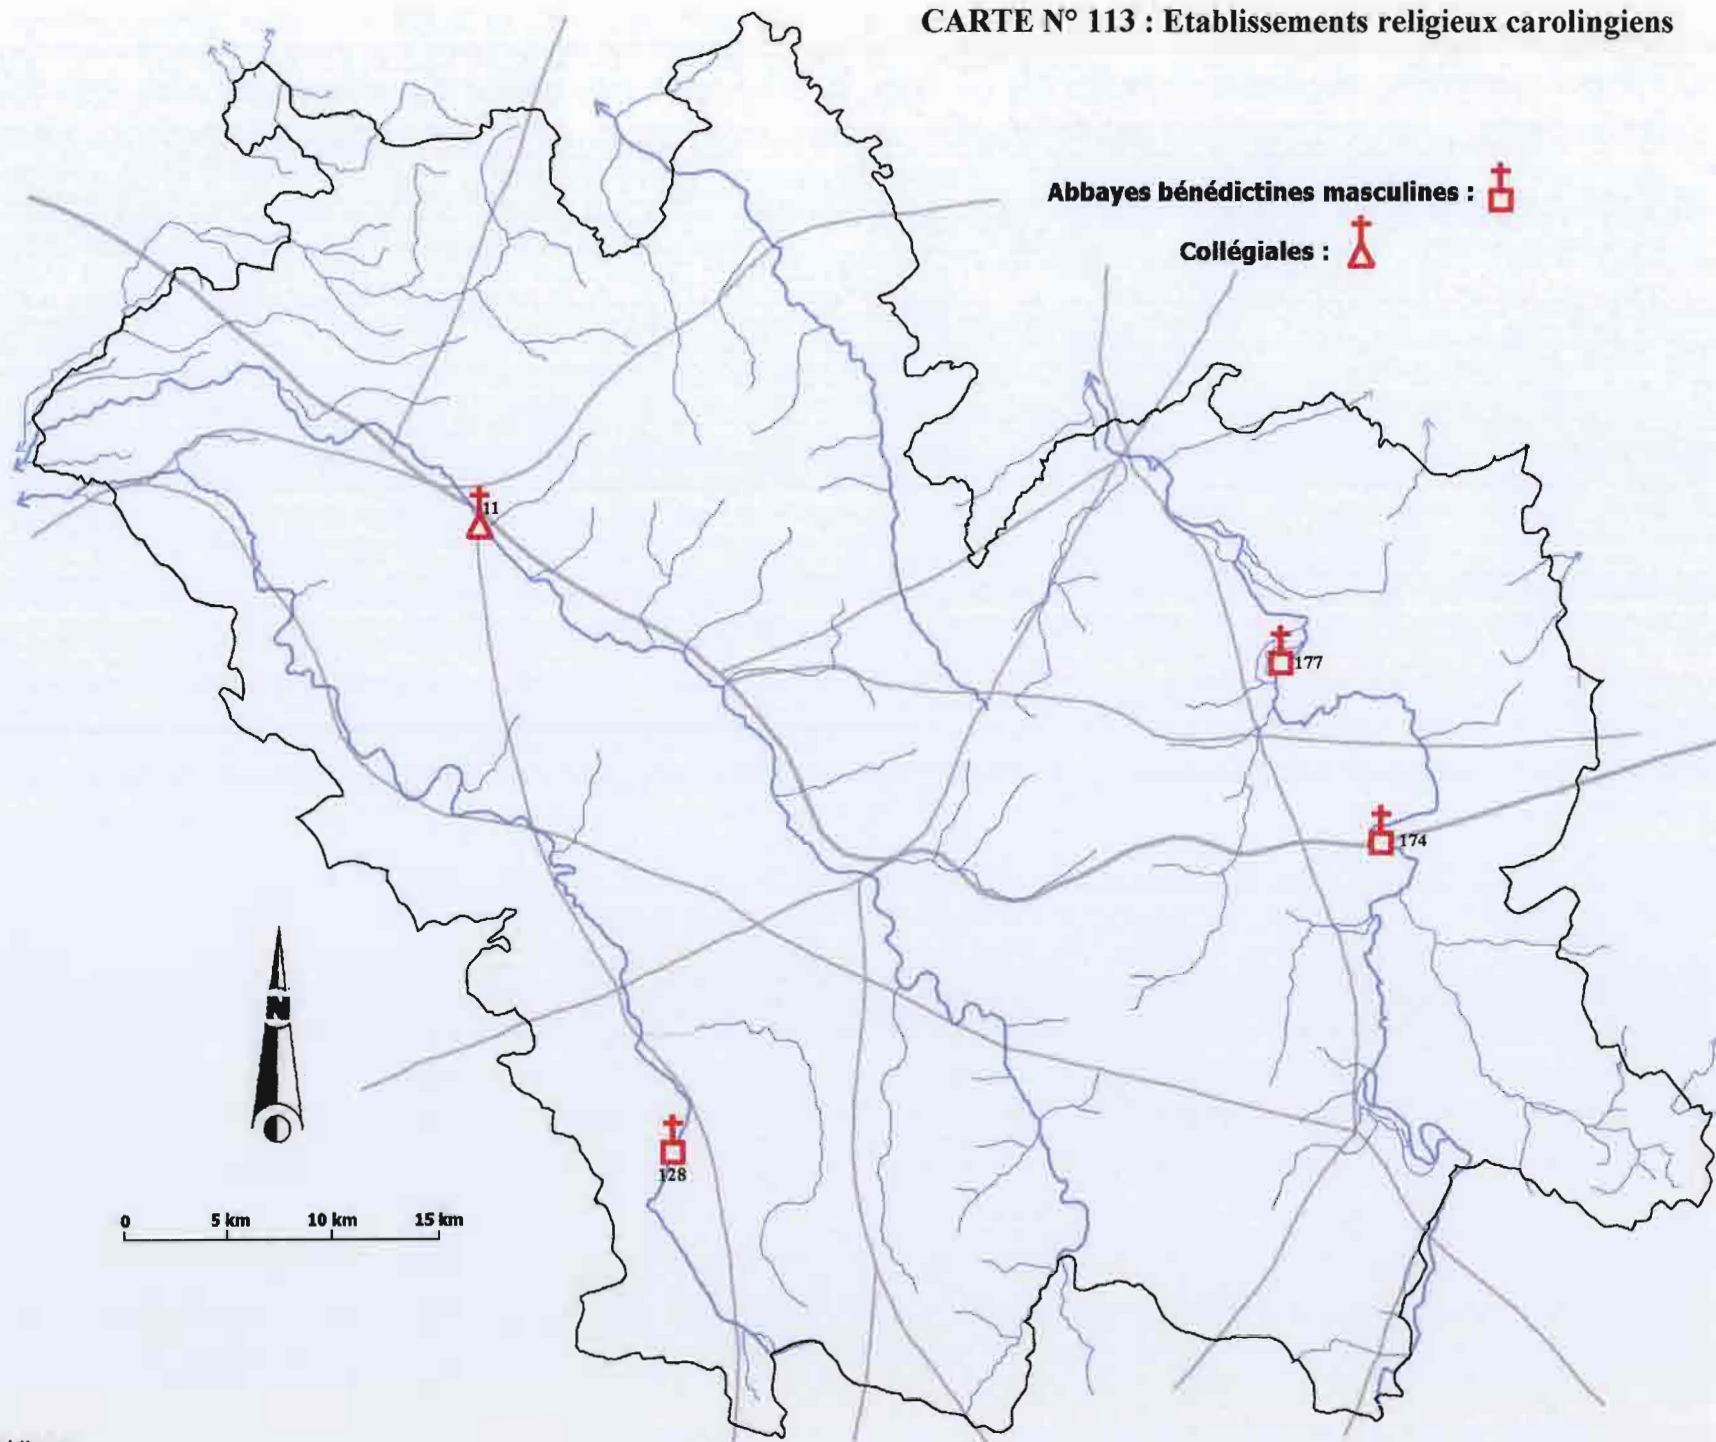 CARTE N° 113 : Etablissements religieux carolingiens
Abbayes bénédictines masculines :
Collégiales :
11
177
174
128
N
0 5 km 10 km 15 km